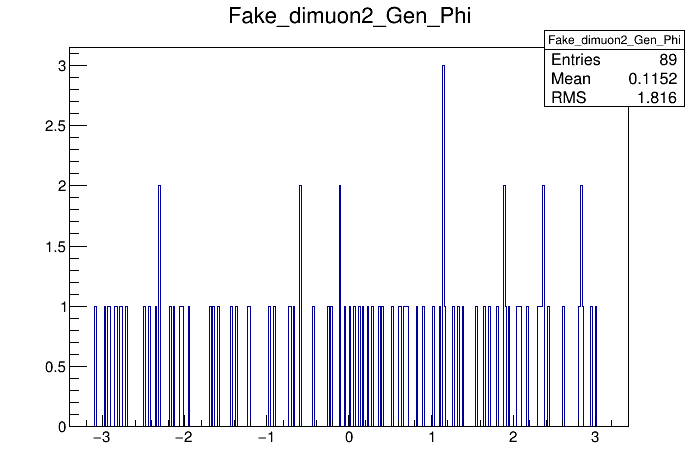 Fake_dimuon2_Gen_Phi
Fake_dimuon2_Gen_Phi
Entries 89
Mean 0.1152
RMS 1.816
3
2.5
2
1.5
1
0.5
0
−3 −2 −1 0 1 2 3